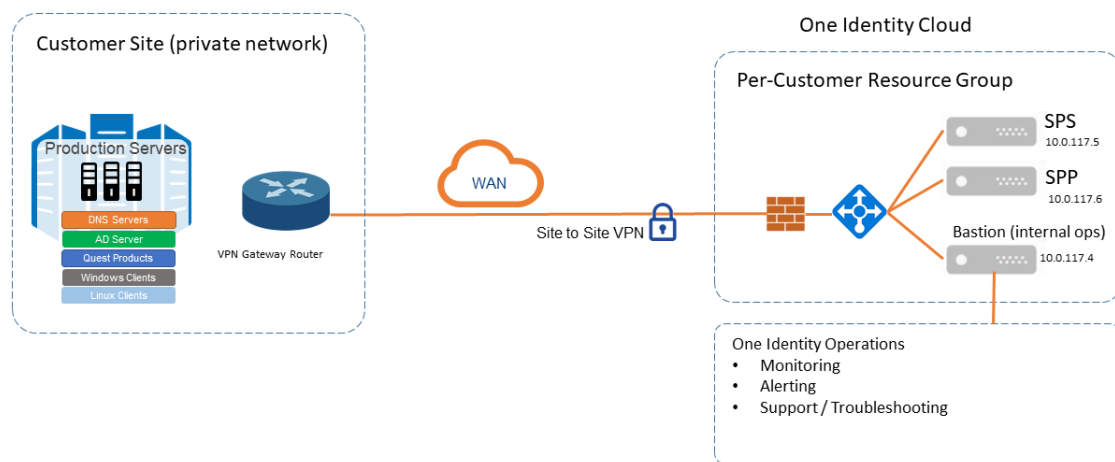 Customer Site (private network)
Production Servers
DNS Servers
AD Server
Quest Products
Windows Clients
Linux Clients
VPN Gateway Router
WAN
Site to Site VPN
One Identity Cloud
Per-Customer Resource Group
SPS
10.0.117.5
SPP
10.0.117.6
Bastion (internal ops)
10.0.117.4
One Identity Operations
• Monitoring
• Alerting
• Support / Troubleshooting